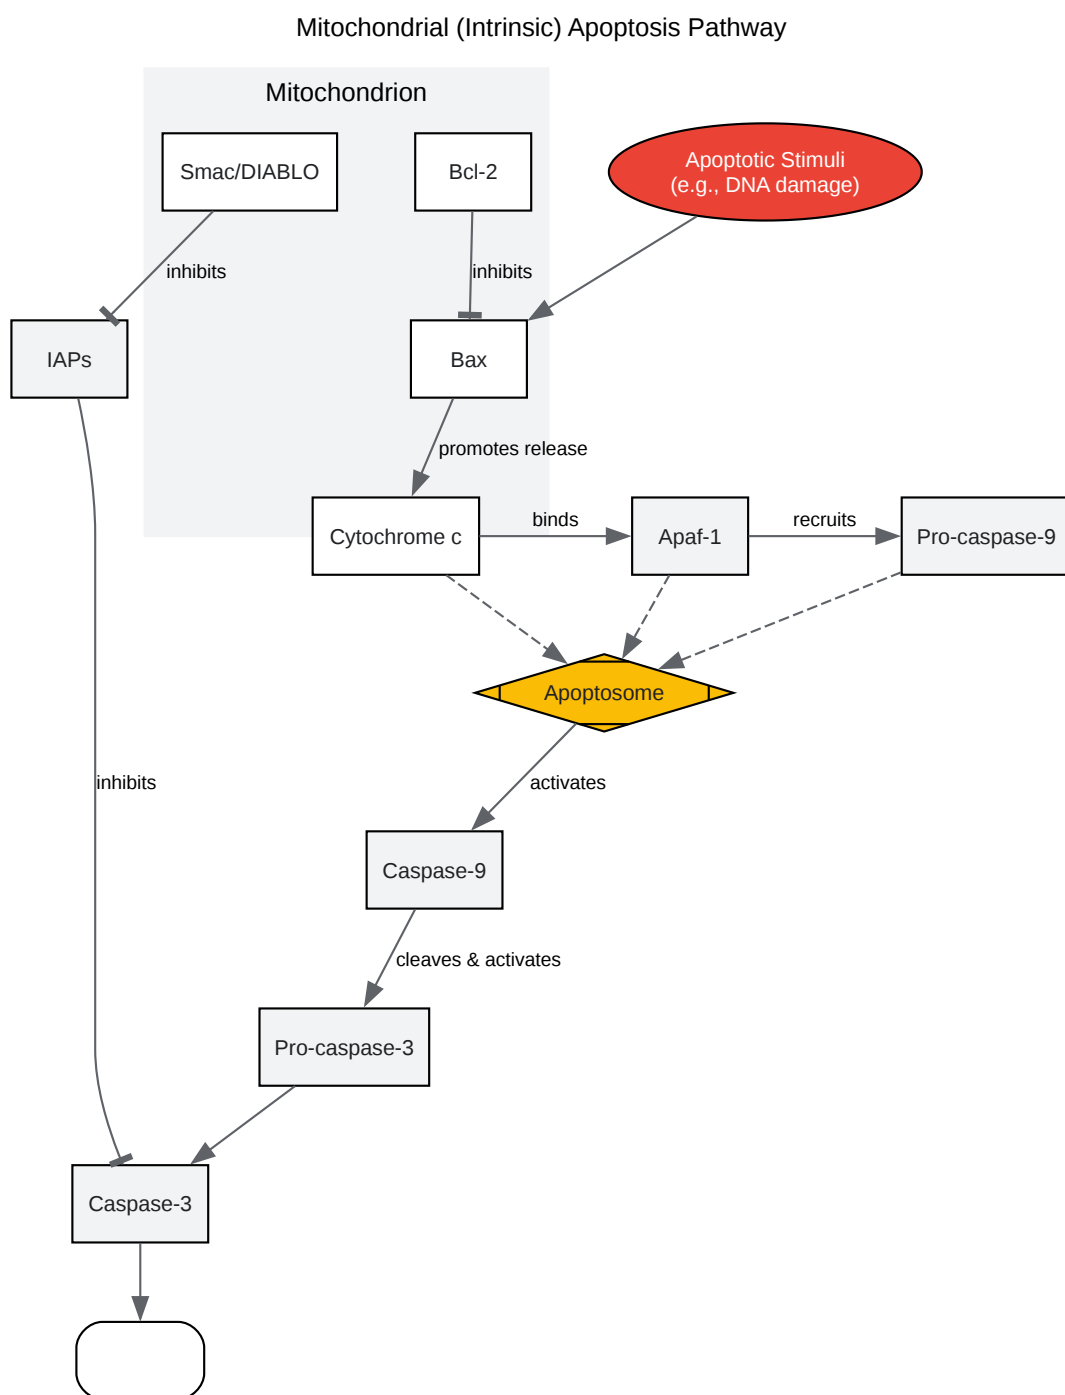 Mitochondrial (Intrinsic) Apoptosis Pathway
Mitochondrion
Smac/DIABLO
Bcl-2
Apoptotic Stimuli
(e.g., DNA damage)
inhibits
inhibits
IAPs
Bax
promotes release
Cytochrome c
binds
Apaf-1
recruits
Pro-caspase-9
Apoptosome
inhibits
activates
Caspase-9
cleaves & activates
Pro-caspase-3
Caspase-3